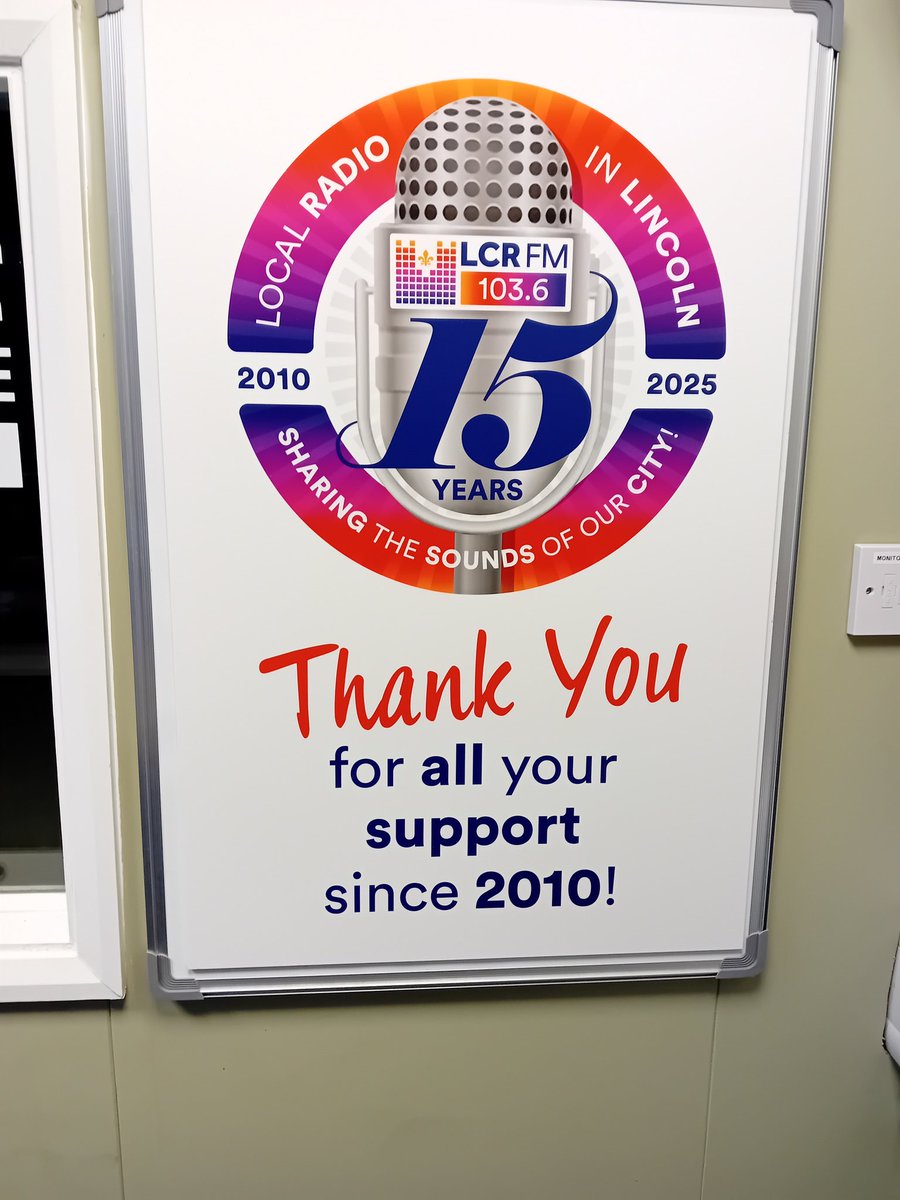 LOCAL RADIO IN LINCOLN
LCR FM
103.6
15
YEARS
2010
2025
SHARING THE SOUNDS OF OUR CITY!
Thank You
for all your
support
since 2010!